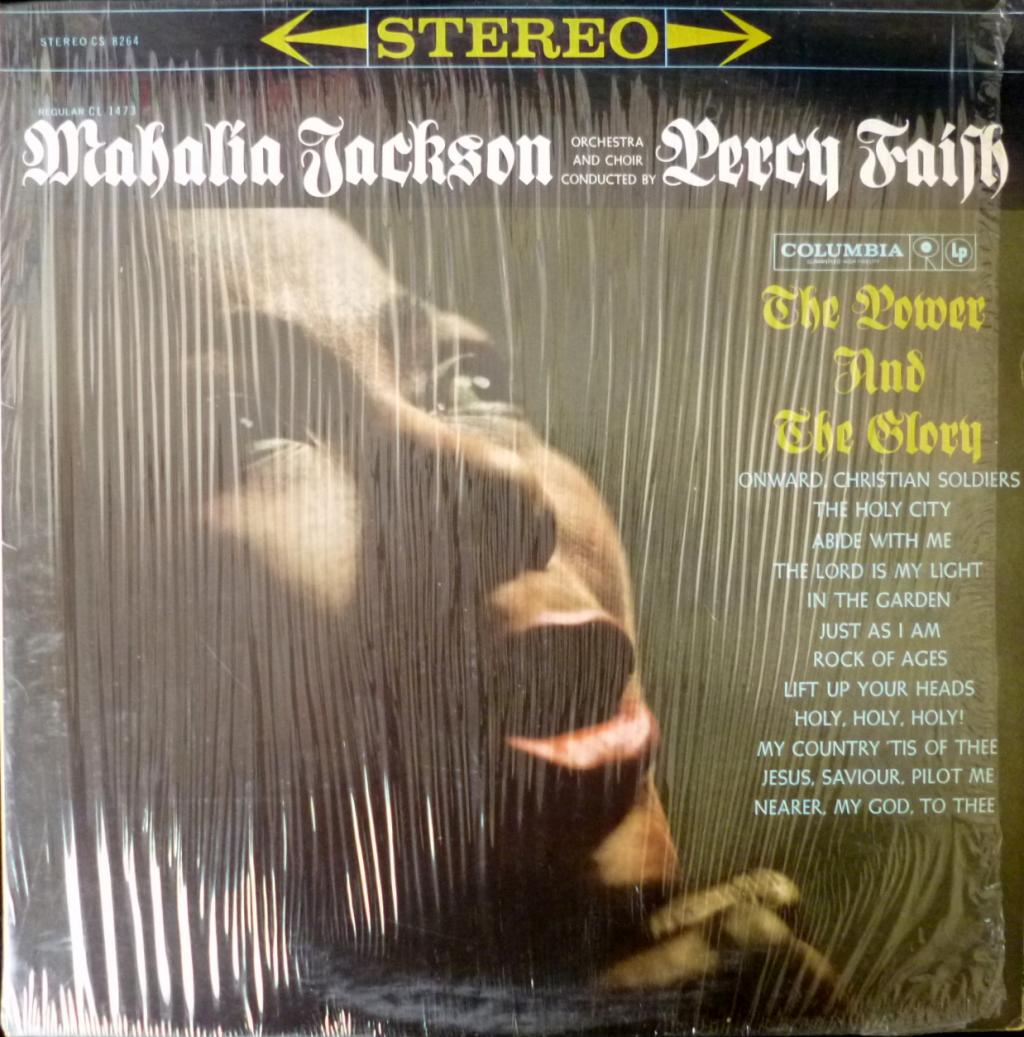 STEREO CS 8264
STEREO
REGULAR CL 1473
Mahalia Jackson ORCHESTRA AND CHOIR CONDUCTED BY Percy Faith
COLUMBIA Lp
GUARANTEED HIGH FIDELITY
The Power
And
The Glory
ONWARD, CHRISTIAN SOLDIERS
THE HOLY CITY
ABIDE WITH ME
THE LORD IS MY LIGHT
IN THE GARDEN
JUST AS I AM
ROCK OF AGES
LIFT UP YOUR HEADS
HOLY, HOLY, HOLY!
MY COUNTRY 'TIS OF THEE
JESUS, SAVIOUR, PILOT ME
NEARER, MY GOD, TO THEE